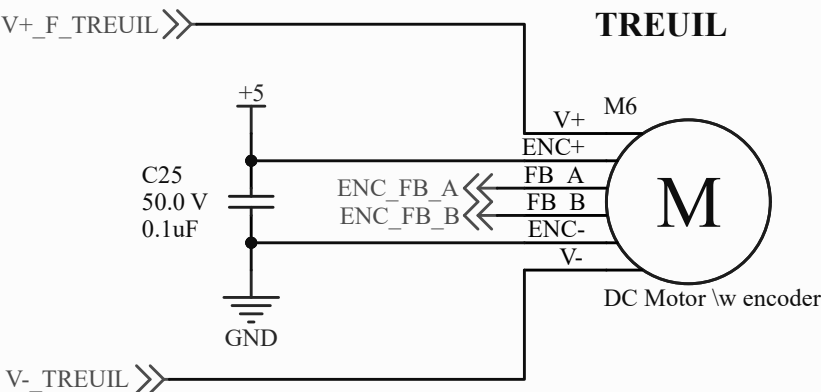 V+_F_TREUIL
TREUIL
+5
M6
V+
ENC+
C25
50.0 V
0.1uF
ENC_FB_A
FB_A
ENC_FB_B
FB_B
M
ENC-
V-
DC Motor \w encoder
GND
V-_TREUIL